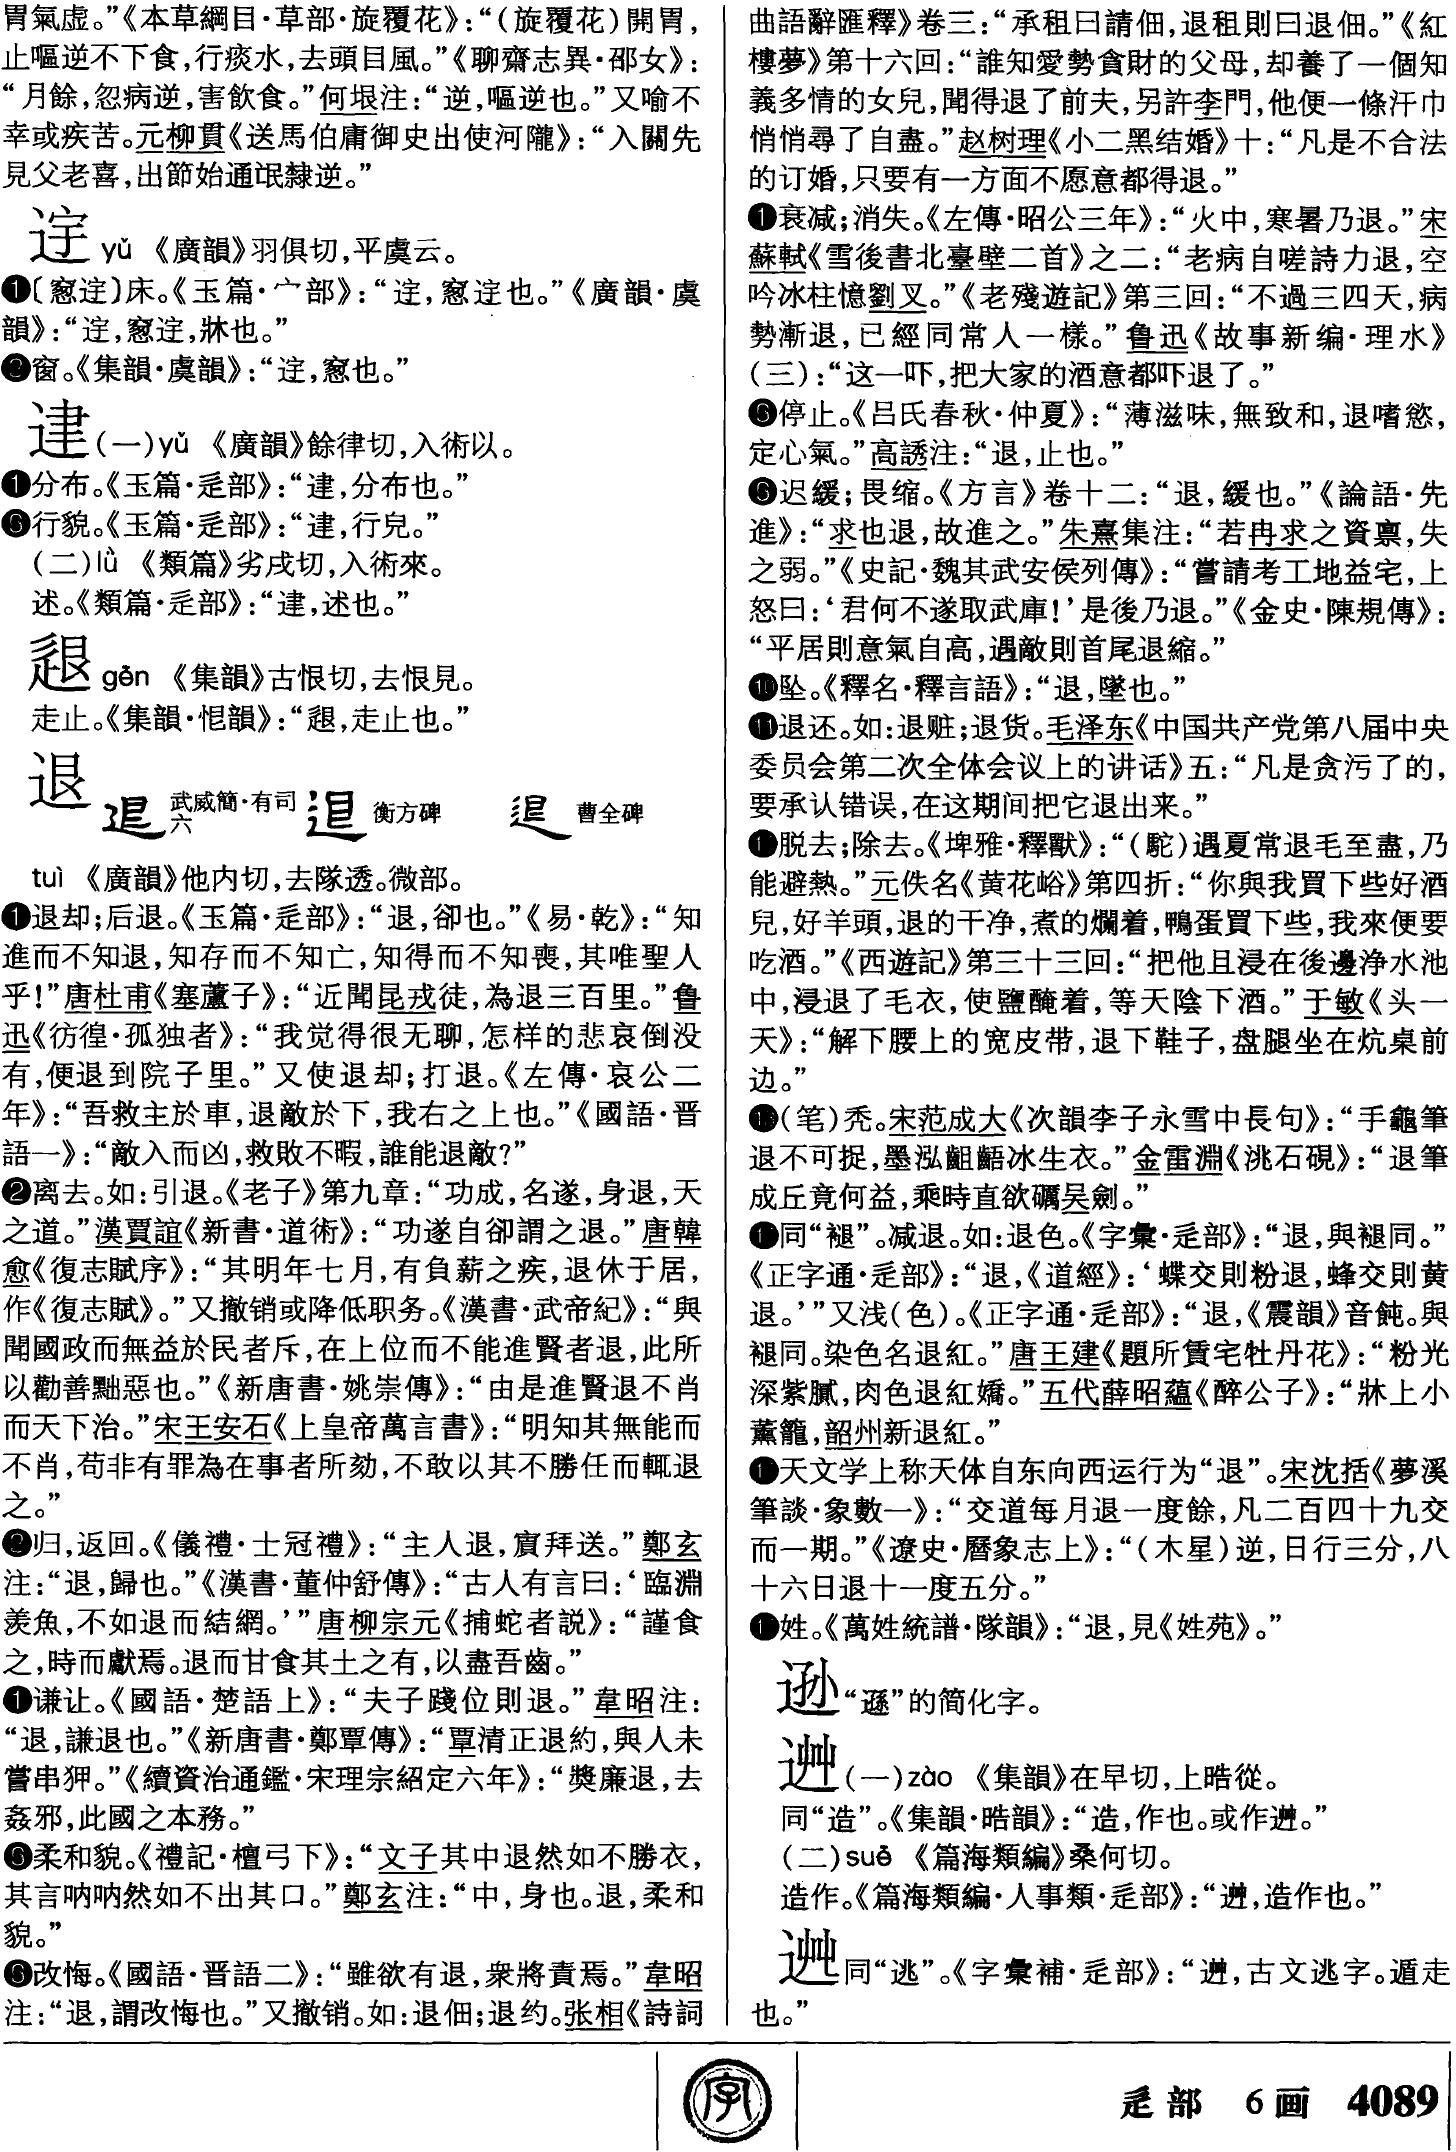 胃氣虚。”《本草綱目·草部·旋覆花》：“（旋覆花）開胃，
止嘔逆不下食，行痰水，去頭目風。”《聊齋志異·邵女》：
“月餘，忽病逆，害飲食。”何垠注：“逆，嘔逆也。”又喻不
幸或疾苦。元柳貫《送馬伯庸御史出使河隴》：“入關先
見父老喜，出節始通氓隸逆。”
迂 yǔ 《廣韻》羽俱切，平虞云。
❶〔窻〕床。《玉篇·宀部》：“，窻也。”《廣韻·虞
韻》：“，窻，牀也。”
❷窗。《集韻·虞韻》：“，窻也。”
䢖（一）yù 《廣韻》餘律切，入術以。
❶分布。《玉篇·辵部》：“䢖，分布也。”
行貌。《玉篇·辵部》：“䢖，行皃。”
（二）lǜ 《類篇》劣戌切，入術來。
述。《類篇·辵部》：“䢖，述也。”
gèn 《集韻》古恨切，去恨見。
走止。《集韻·恨韻》：“，走止也。”
退 退 武威簡·有司六 退 衡方碑 退 曹全碑
tuì 《廣韻》他内切，去隊透。微部。
❶退却；后退。《玉篇·辵部》：“退，卻也。”《易·乾》：“知
進而不知退，知存而不知亡，知得而不知喪，其唯聖人
乎！”唐杜甫《塞蘆子》：“近聞昆戎徒，為退三百里。”鲁
迅《彷徨·孤独者》：“我觉得很无聊，怎样的悲哀倒没
有，便退到院子里。”又使退却；打退。《左傳·哀公二
年》：“吾救主於車，退敵於下，我右之上也。”《國語·晋
語一》：“敵入而凶，救敗不暇，誰能退敵？”
❷离去。如：引退。《老子》第九章：“功成，名遂，身退，天
之道。”漢賈誼《新書·道術》：“功遂自卻謂之退。”唐韓
愈《復志賦序》：“其明年七月，有負薪之疾，退休于居，
作《復志賦》。”又撤销或降低职务。《漢書·武帝紀》：“與
聞國政而無益於民者斥，在上位而不能進賢者退，此所
以勸善黜惡也。”《新唐書·姚崇傳》：“由是進賢退不肖
而天下治。”宋王安石《上皇帝萬言書》：“明知其無能而
不肖，苟非有罪為在事者所劾，不敢以其不勝任而輒退
之。”
归，返回。《儀禮·士冠禮》：“主人退，賓拜送。”鄭玄
注：“退，歸也。”《漢書·董仲舒傳》：“古人有言曰：‘臨淵
羨魚，不如退而結網。’”唐柳宗元《捕蛇者説》：“謹食
之，時而獻焉。退而甘食其土之有，以盡吾齒。”
谦让。《國語·楚語上》：“夫子踐位則退。”韋昭注：
“退，謙退也。”《新唐書·鄭覃傳》：“覃清正退約，與人未
嘗串狎。”《續資治通鑑·宋理宗紹定六年》：“獎廉退，去
姦邪，此國之本務。”
柔和貌。《禮記·檀弓下》：“文子其中退然如不勝衣，
其言呐呐然如不出其口。”鄭玄注：“中，身也。退，柔和
貌。”
改悔。《國語·晋語二》：“雖欲有退，衆將責焉。”韋昭
注：“退，謂改悔也。”又撤销。如：退佃；退约。张相《詩詞
曲語辭匯釋》卷三：“承租曰請佃，退租則曰退佃。”《紅
樓夢》第十六回：“誰知愛勢貪財的父母，却養了一個知
義多情的女兒，聞得退了前夫，另許李門，他便一條汗巾
悄悄尋了自盡。”赵树理《小二黑结婚》十：“凡是不合法
的订婚，只要有一方面不愿意都得退。”
衰减；消失。《左傳·昭公三年》：“火中，寒暑乃退。”宋
蘇軾《雪後書北臺壁二首》之二：“老病自嗟詩力退，空
吟冰柱憶劉叉。”《老殘遊記》第三回：“不過三四天，病
勢漸退，已經同常人一樣。”鲁迅《故事新编·理水》
（三）：“这一吓，把大家的酒意都吓退了。”
停止。《吕氏春秋·仲夏》：“薄滋味，無致和，退嗜慾，
定心氣。”高誘注：“退，止也。”
迟緩；畏缩。《方言》卷十二：“退，緩也。”《論語·先
進》：“求也退，故進之。”朱熹集注：“若冉求之資禀，失
之弱。”《史記·魏其武安侯列傳》：“嘗請考工地益宅，上
怒曰：‘君何不遂取武庫！’是後乃退。”《金史·陳規傳》：
“平居則意氣自高，遇敵則首尾退縮。”
❿坠。《釋名·釋言語》：“退，墜也。”
⓫退还。如：退赃；退货。毛泽东《中国共产党第八届中央
委员会第二次全体会议上的讲话》五：“凡是贪污了的，
要承认错误，在这期间把它退出来。”
脱去；除去。《埤雅·釋獸》：“（駝）遇夏常退毛至盡，乃
能避熱。”元佚名《黄花峪》第四折：“你與我買下些好酒
兒，好羊頭，退的干净，煮的爛着，鴨蛋買下些，我來便要
吃酒。”《西遊記》第三十三回：“把他且浸在後邊净水池
中，浸退了毛衣，使鹽醃着，等天陰下酒。”于敏《头一
天》：“解下腰上的宽皮带，退下鞋子，盘腿坐在炕桌前
边。”
（笔）秃。宋范成大《次韻李子永雪中長句》：“手龜筆
退不可捉，墨泓齟齬冰生衣。”金雷淵《洮石硯》：“退筆
成丘竟何益，乘時直欲礪吴劍。”
同“褪”。减退。如：退色。《字彙·辵部》：“退，與褪同。”
《正字通·辵部》：“退，《道經》：‘蝶交則粉退，蜂交則黄
退。’”又浅（色）。《正字通·辵部》：“退，《震韻》音飩。與
褪同。染色名退紅。”唐王建《題所賃宅牡丹花》：“粉光
深紫膩，肉色退紅嬌。”五代薛昭蘊《醉公子》：“牀上小
薰籠，韶州新退紅。”
天文学上称天体自东向西运行为“退”。宋沈括《夢溪
筆談·象數一》：“交道每月退一度餘，凡二百四十九交
而一期。”《遼史·曆象志上》：“（木星）逆，日行三分，八
十六日退十一度五分。”
姓。《萬姓統譜·隊韻》：“退，見《姓苑》。”
逊“遜”的简化字。
（一）zào 《集韻》在早切，上晧從。
同“造”。《集韻·晧韻》：“造，作也。或作。”
（二）suǒ 《篇海類編》桑何切。
造作。《篇海類編·人事類·辵部》：“，造作也。”
同“逃”。《字彙補·辵部》：“，古文逃字。遁走
也。”
字
辵部 6画 4089